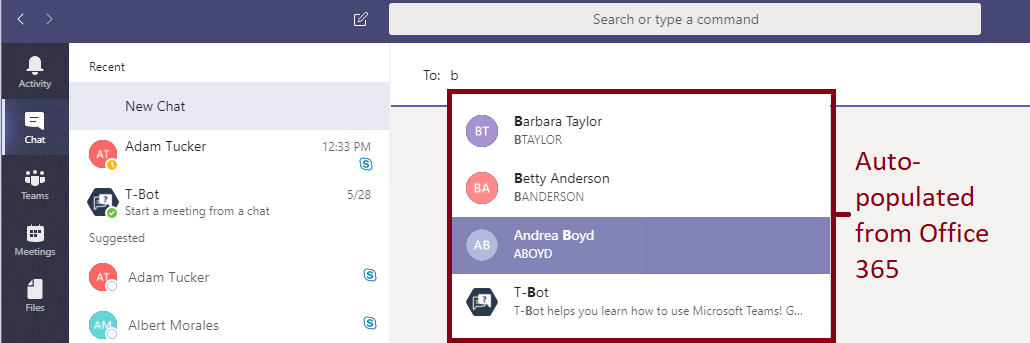 Search or type a command
Activity
Chat
Teams
Meetings
Files
Recent
New Chat
Adam Tucker 12:33 PM
T-Bot 5/28
Start a meeting from a chat
Suggested
AT Adam Tucker
AM Albert Morales
AT
To: b
BT Barbara Taylor
BTAYLOR
BA Betty Anderson
BANDERSON
AB Andrea Boyd
ABOYD
T-Bot
T-Bot helps you learn how to use Microsoft Teams! G...
Auto-
populated
from Office
365